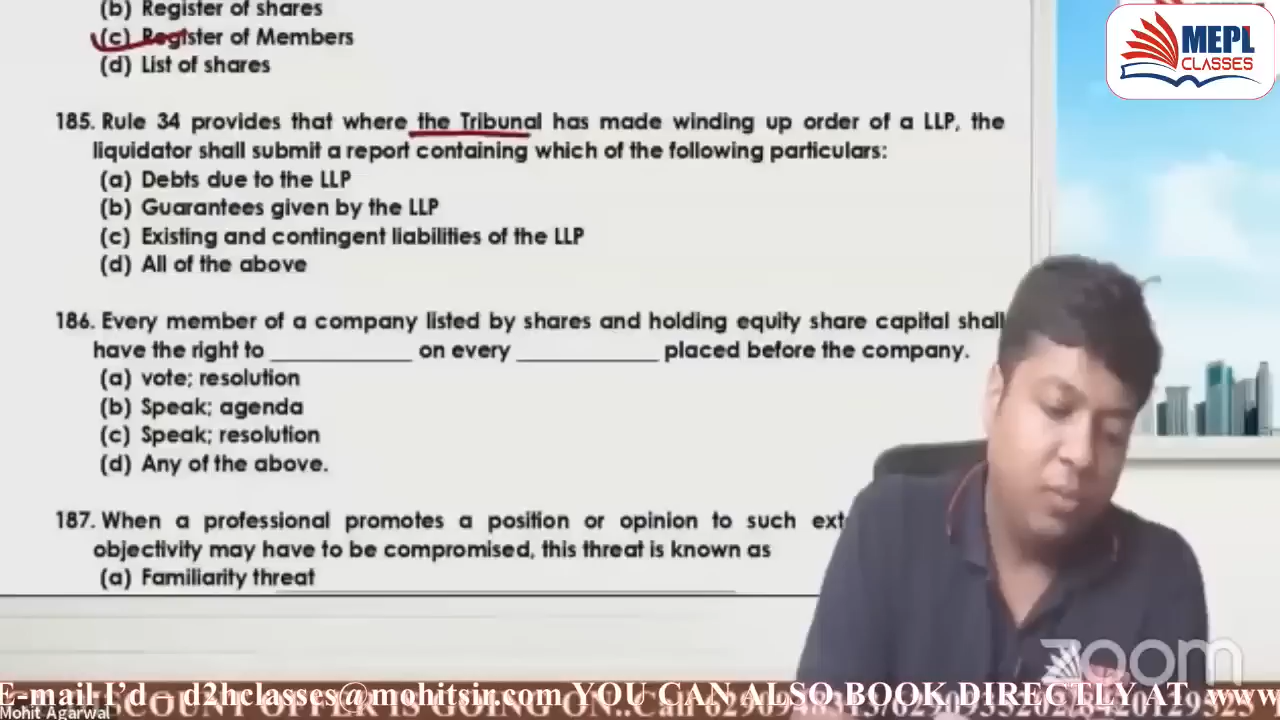 (b) Register of shares
(c) Register of Members
(d) List of shares
MEPL
CLASSES
185. Rule 34 provides that where the Tribunal has made winding up order of a LLP, the
liquidator shall submit a report containing which of the following particulars:
(a) Debts due to the LLP
(b) Guarantees given by the LLP
(c) Existing and contingent liabilities of the LLP
(d) All of the above
186. Every member of a company listed by shares and holding equity share capital shall
have the right to ____________ on every ____________ placed before the company.
(a) vote; resolution
(b) Speak; agenda
(c) Speak; resolution
(d) Any of the above.
187. When a professional promotes a position or opinion to such
objectivity may have to be compromised, this threat is known as
(a) Familiarity threat
zoom
E-mail I'd - d2hclasses@mohitsir.com YOU CAN ALSO BOOK DIRECTLY AT www.
OFFER IS GOING ON..Call
Mohit Agarwal